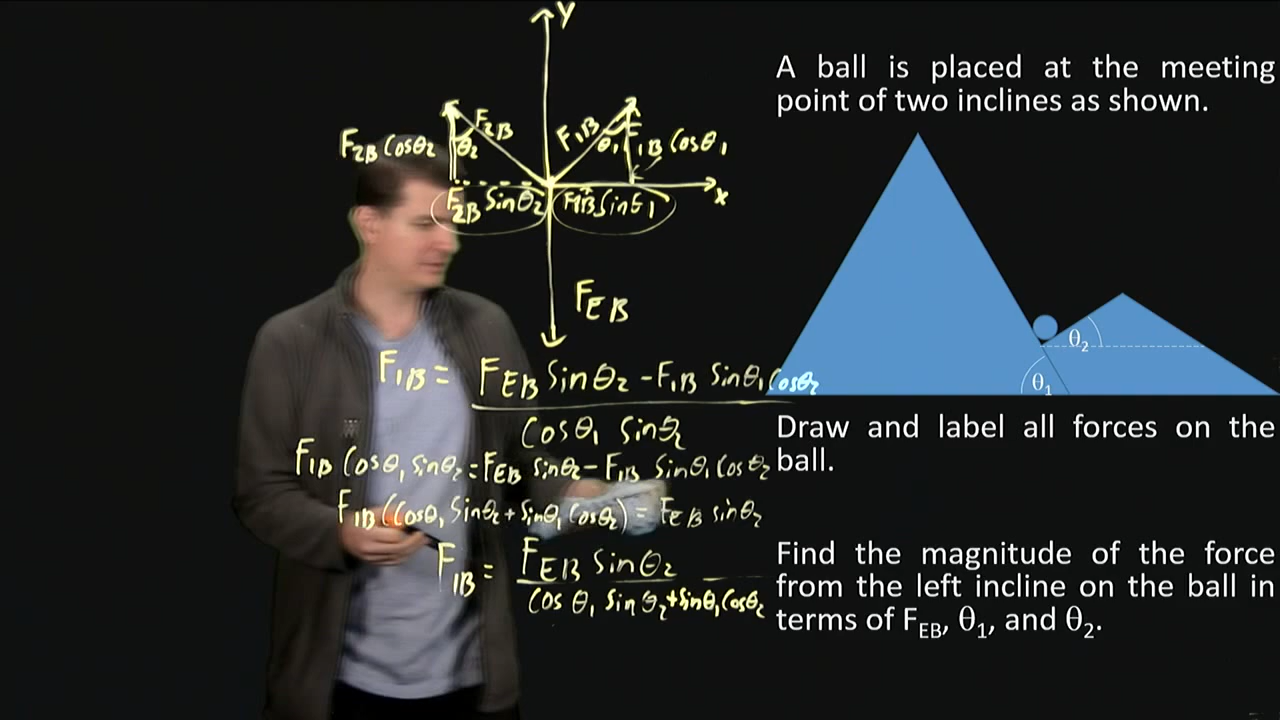 Y
F2B
F1B
F2B Cosθ2
θ2
θ1
F1B Cosθ1
x
F2B Sinθ2
F1B Sinθ1
FEB
F1B = FEB Sinθ2 - F1B Sinθ1 Cosθ2
Cosθ1 Sinθ2
F1B Cosθ1 sinθ2 = FEB sinθ2 - F1B Sinθ1 Cosθ2
F1B (Cosθ1 Sinθ2 + Sinθ1 Cosθ2) = FEB sinθ2
F1B = FEB Sinθ2
Cosθ1 Sinθ2 + Sinθ1 Cosθ2
A ball is placed at the meeting
point of two inclines as shown.
θ2
θ1
Draw and label all forces on the
ball.
Find the magnitude of the force
from the left incline on the ball in
terms of FEB, θ1, and θ2.